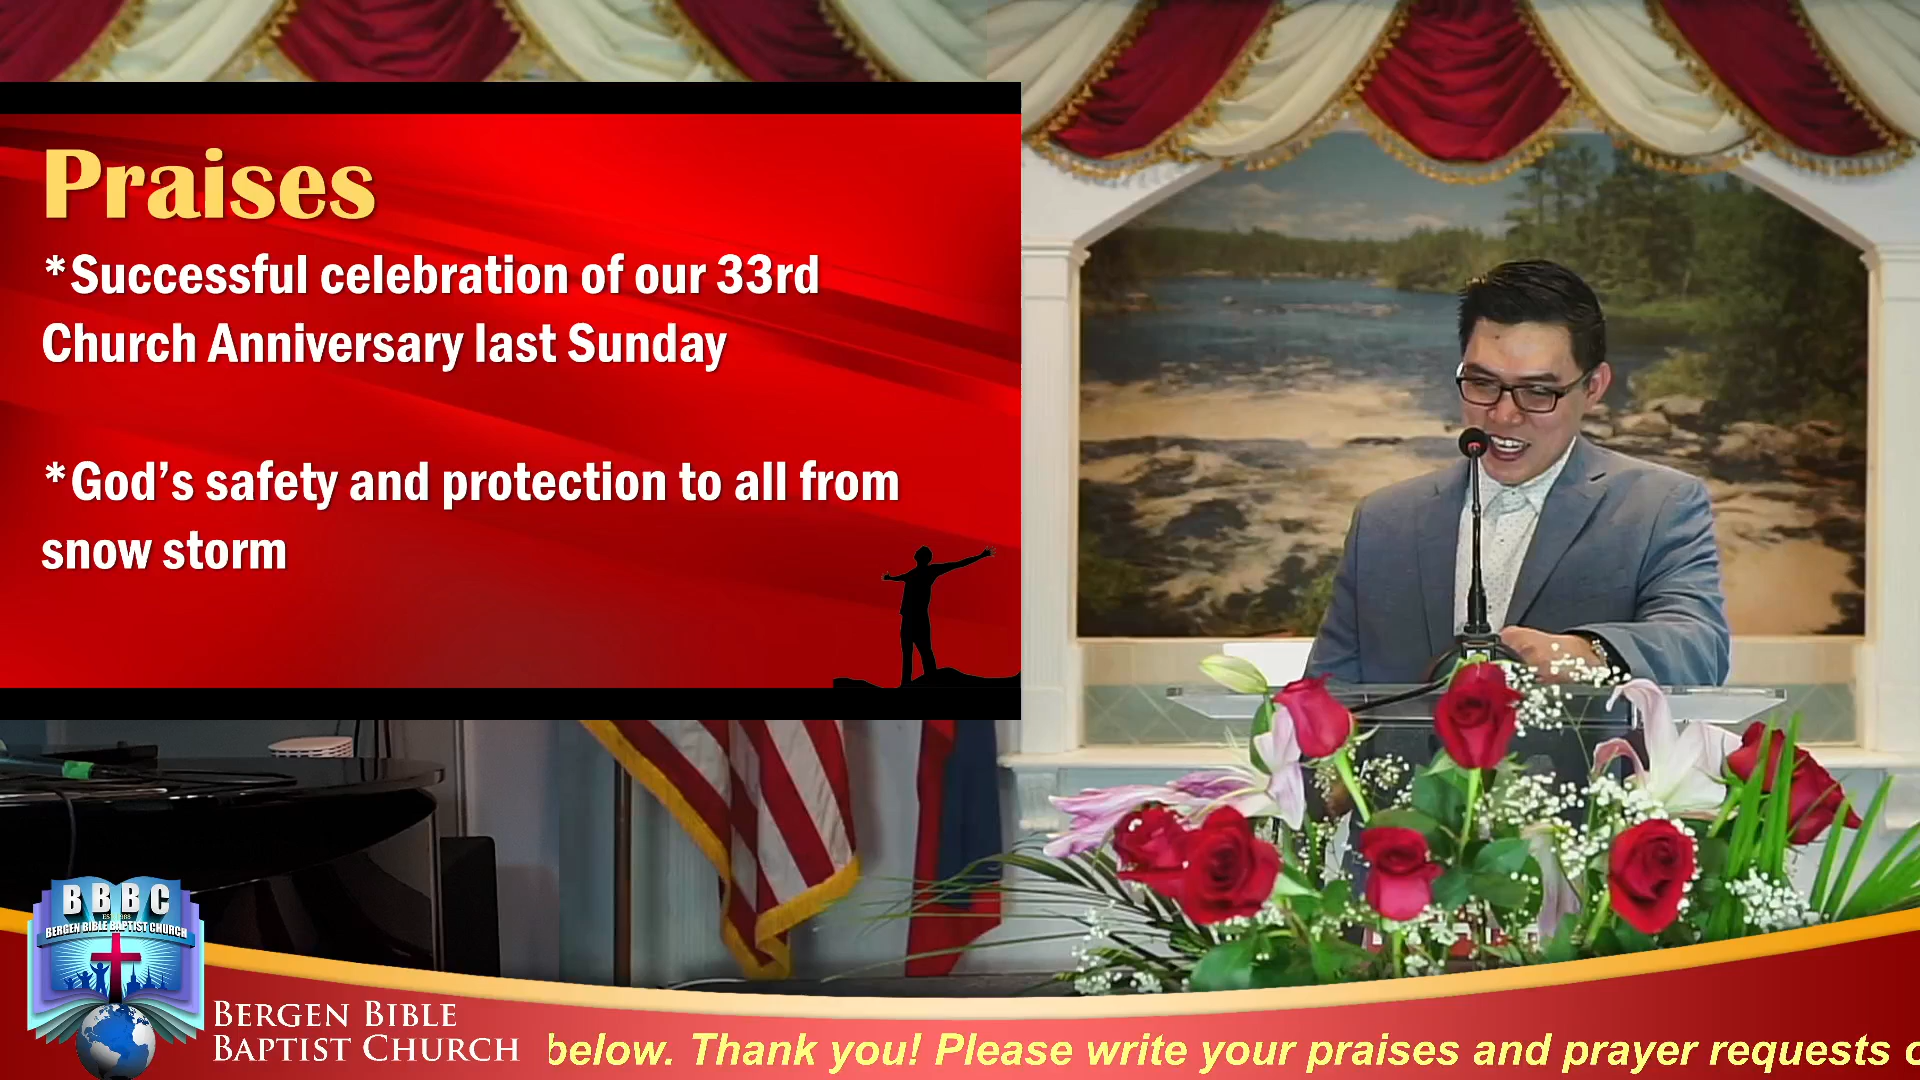 Praises
*Successful celebration of our 33rd
Church Anniversary last Sunday
*God’s safety and protection to all from
snow storm
B B B C
BERGEN BIBLE BAPTIST CHURCH
BERGEN BIBLE
BAPTIST CHURCH
below. Thank you! Please write your praises and prayer requests